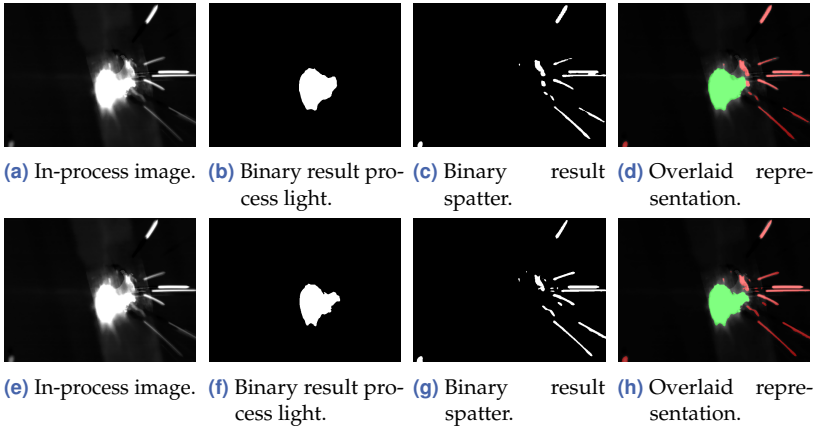 (a) In-process image.
(b) Binary result pro-
cess light.
(c) Binary result
spatter.
(d) Overlaid repre-
sentation.
(e) In-process image.
(f) Binary result pro-
cess light.
(g) Binary result
spatter.
(h) Overlaid repre-
sentation.